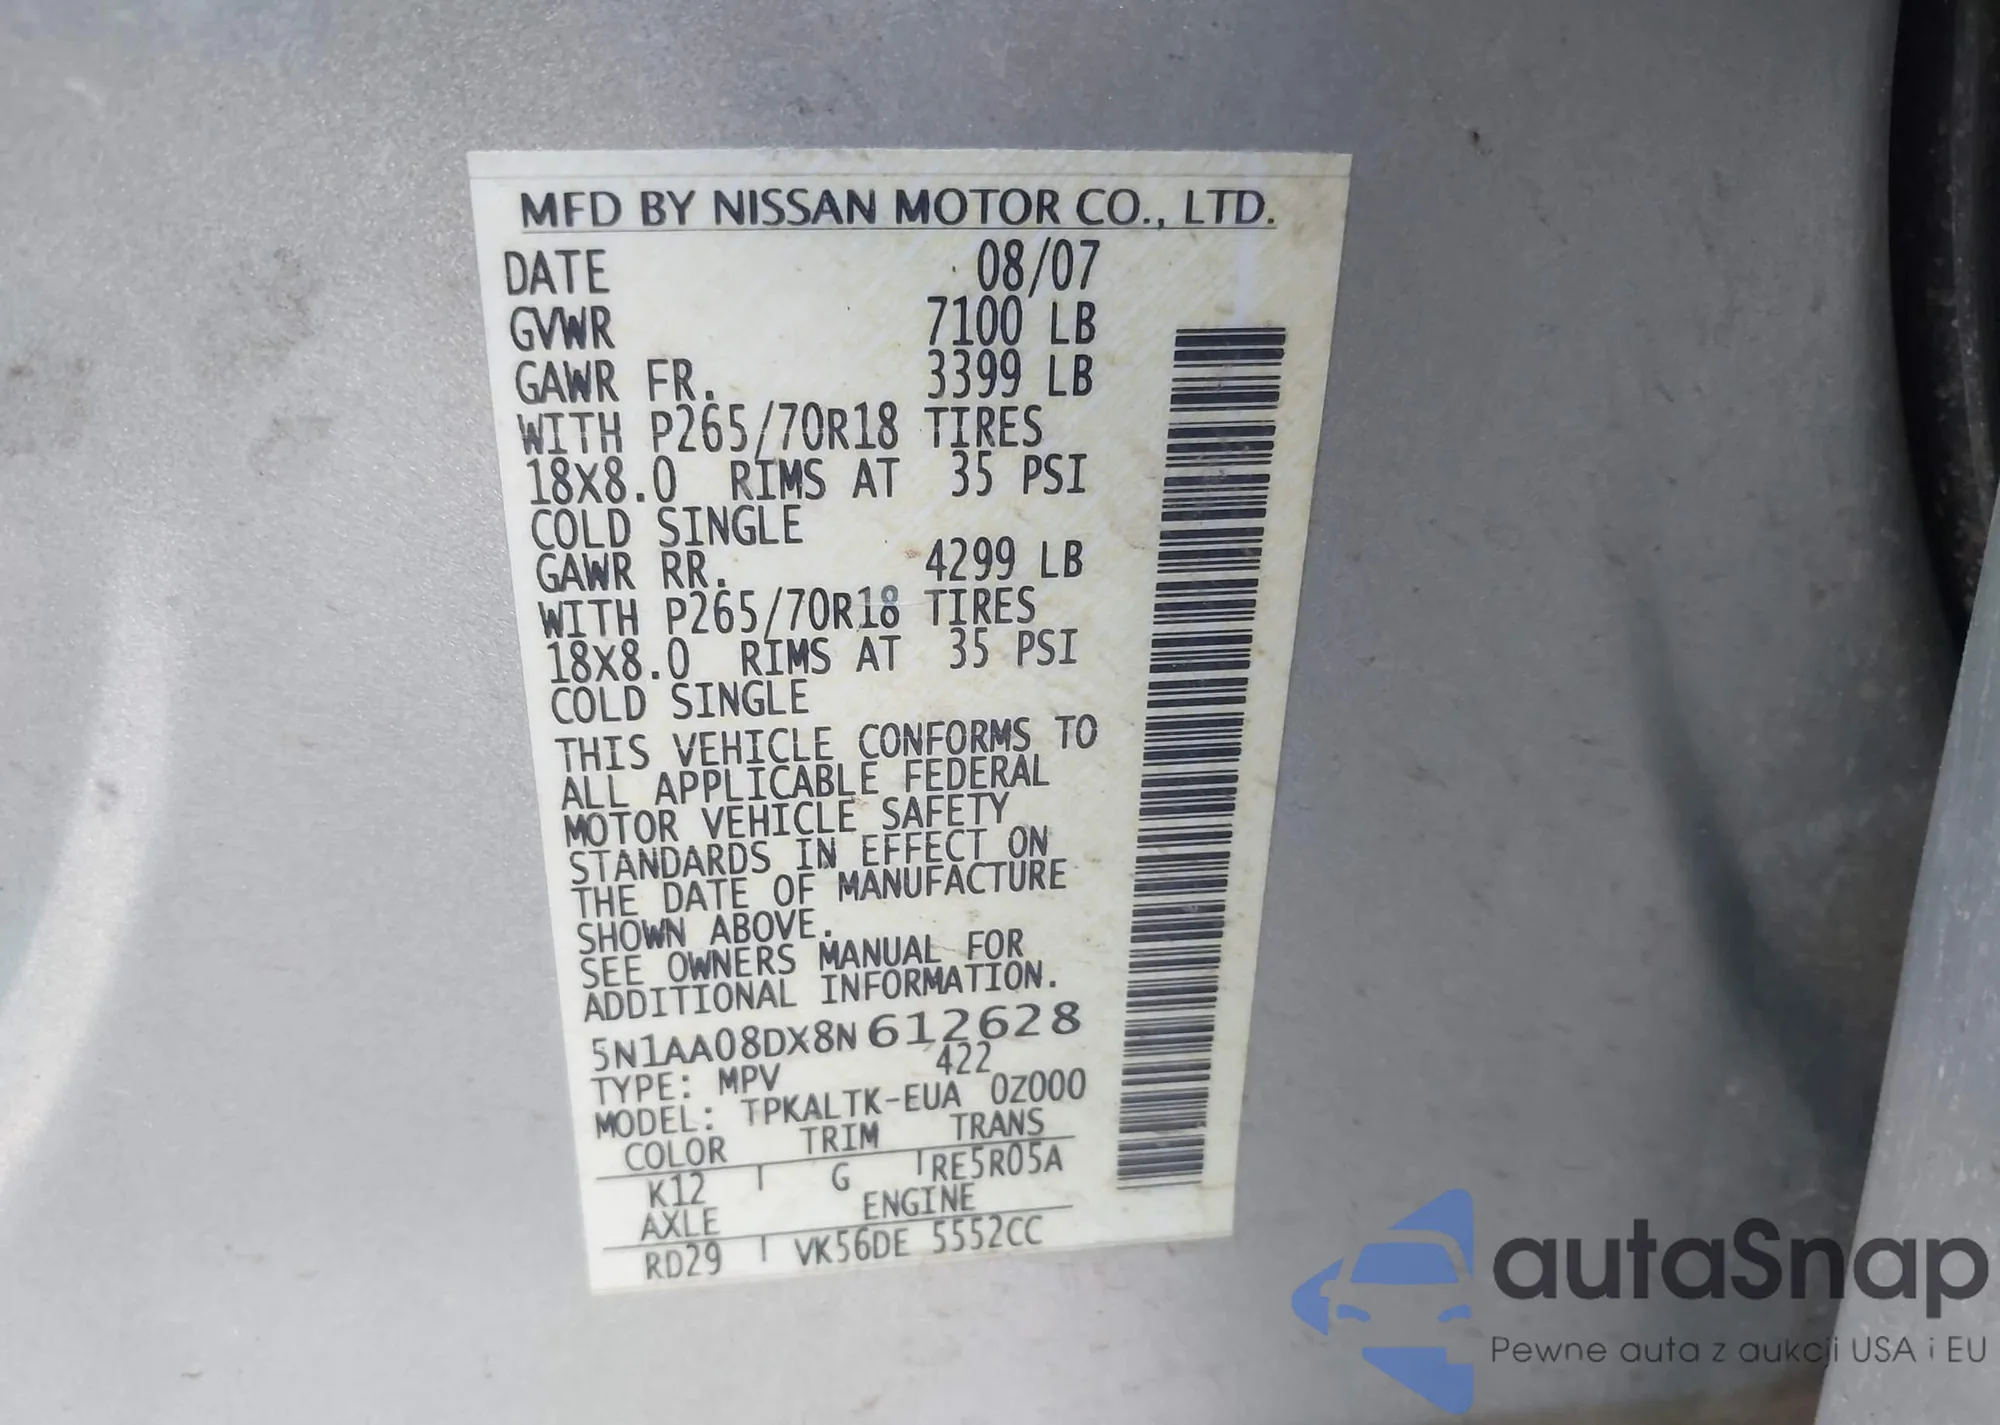 MFD BY NISSAN MOTOR CO., LTD.
DATE 08/07
GVWR 7100 LB
GAWR FR. 3399 LB
WITH P265/70R18 TIRES
18X8.0 RIMS AT 35 PSI
COLD SINGLE
GAWR RR. 4299 LB
WITH P265/70R18 TIRES
18X8.0 RIMS AT 35 PSI
COLD SINGLE
THIS VEHICLE CONFORMS TO
ALL APPLICABLE FEDERAL
MOTOR VEHICLE SAFETY
STANDARDS IN EFFECT ON
THE DATE OF MANUFACTURE
SHOWN ABOVE.
SEE OWNERS MANUAL FOR
ADDITIONAL INFORMATION.
5N1AA08DX8N612628
TYPE: MPV 422
MODEL: TPKALTK-EUA 0Z000
COLOR TRIM TRANS
K12 G RE5R05A
AXLE ENGINE
RD29 VK56DE 5552CC
autaSnap
Pewne auta z aukcji USA i EU